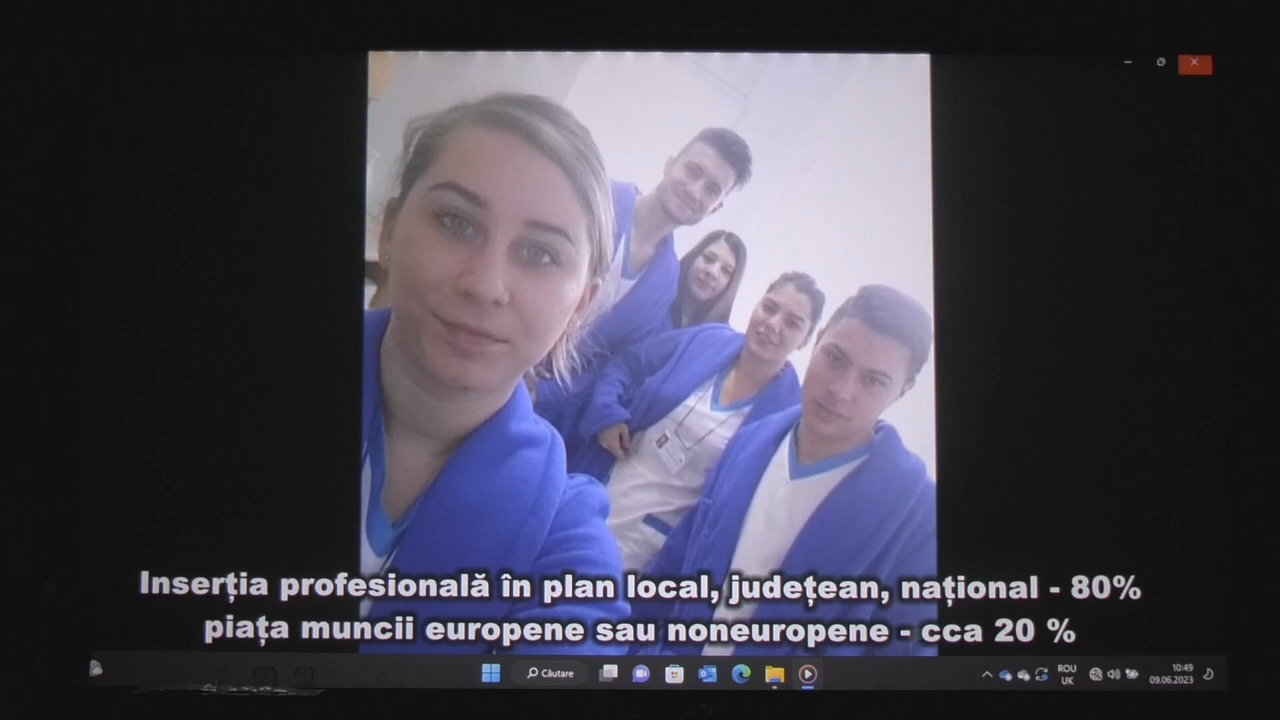 Inserția profesională în plan local, județean, național - 80%
piața muncii europene sau noneuropene - cca 20 %
Căutare
ROU
UK
10:49
09.06.2023